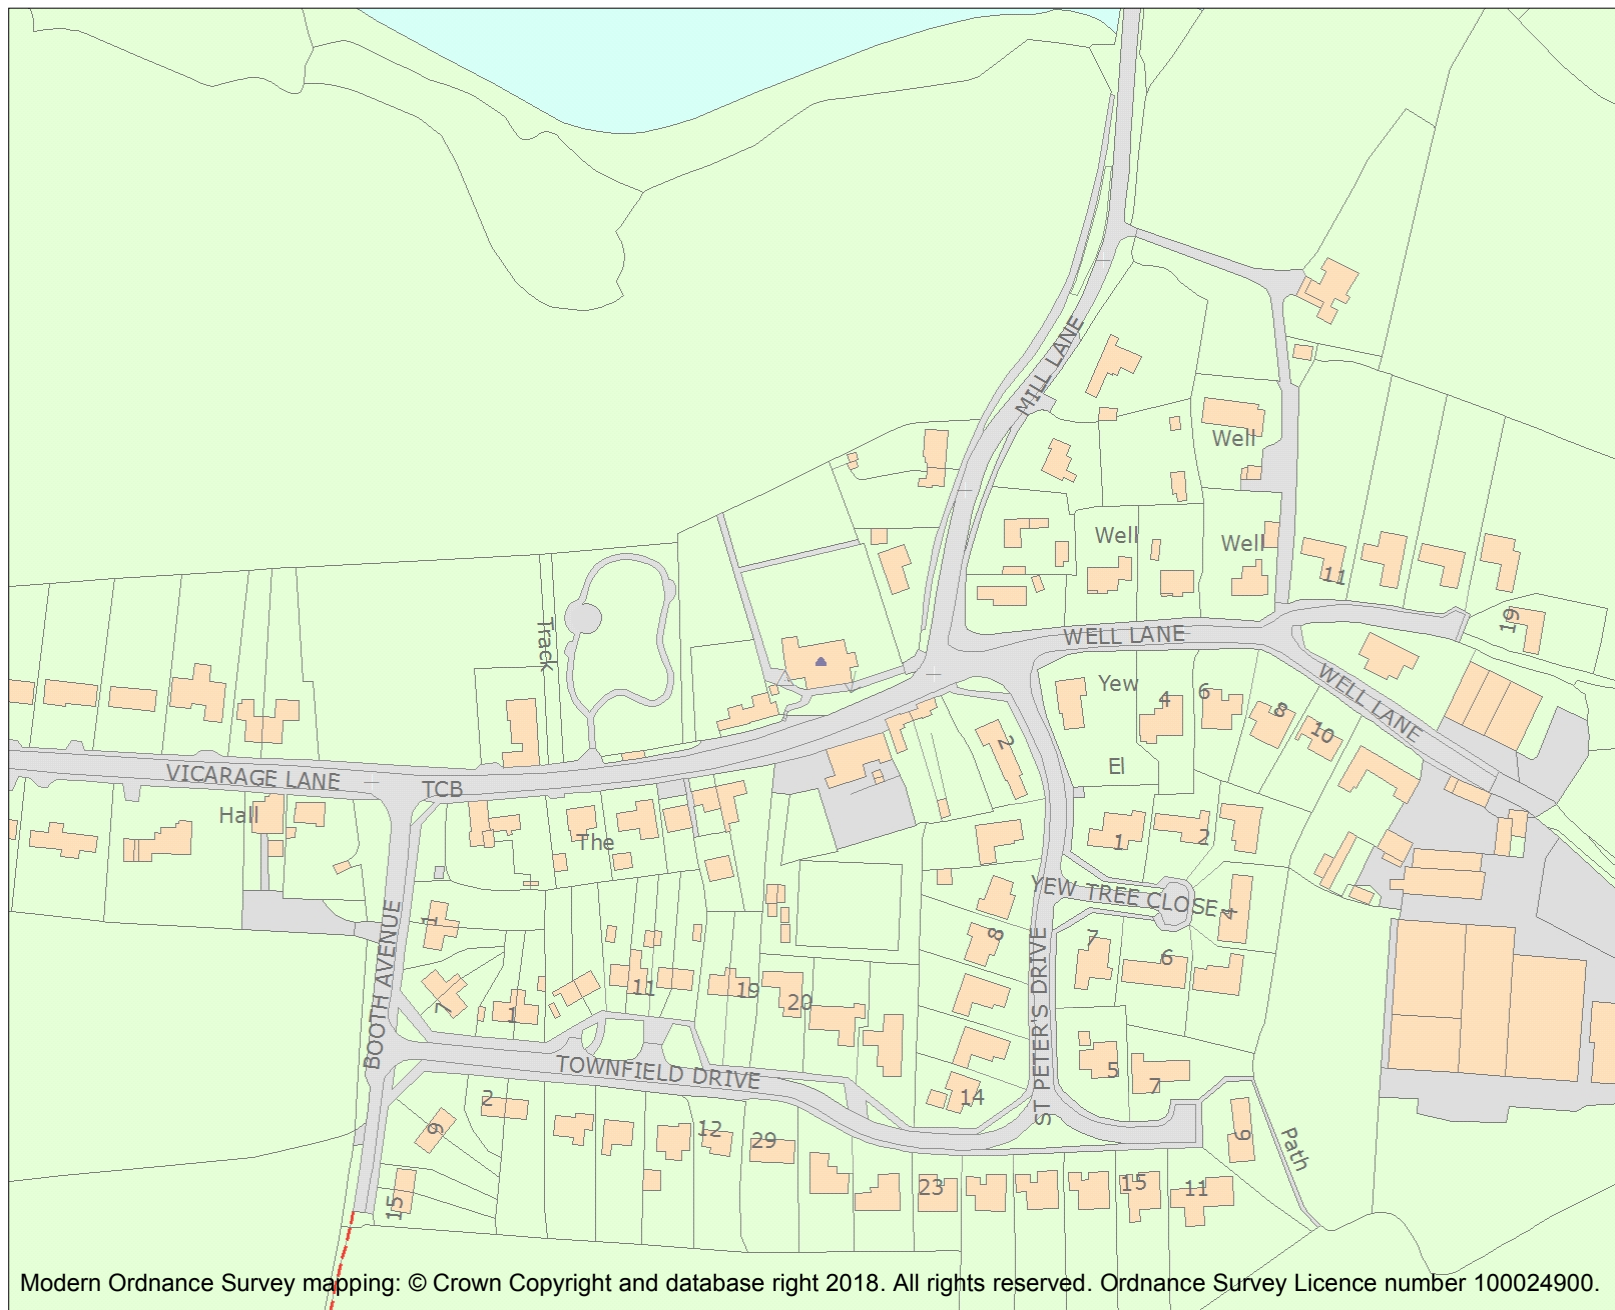 MILL LANE
Well
Well
Well
11
19
Track
WELL LANE
WELL LANE
Yew
4
6
8
10
2
El
VICARAGE LANE
TCB
Hall
The
1
2
YEW TREE CLOSE
4
1
8
7
6
BOOTH AVENUE
7
1
11
19
20
ST PETER'S DRIVE
TOWNFIELD DRIVE
5
7
14
2
9
12
29
6
Path
15
23
15
11
Modern Ordnance Survey mapping: © Crown Copyright and database right 2018. All rights reserved. Ordnance Survey Licence number 100024900.